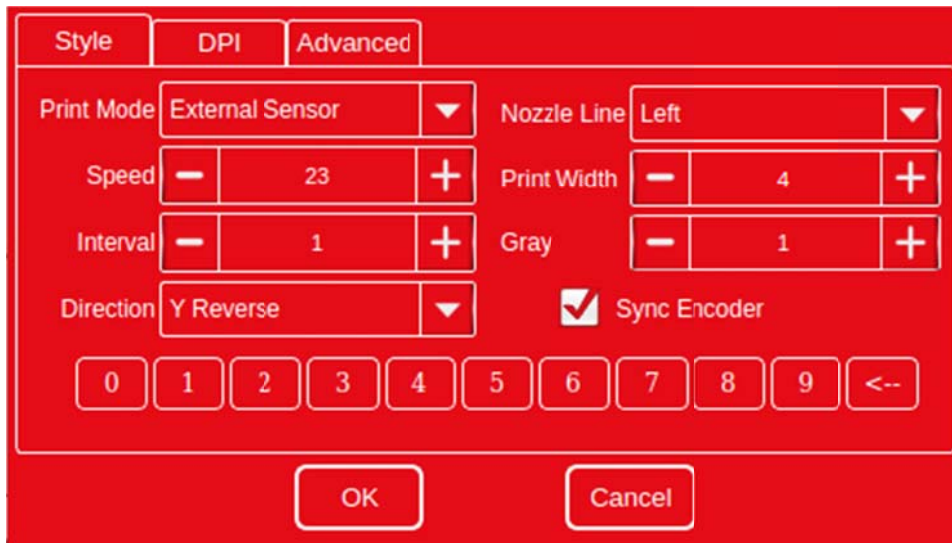 Style DPI Advanced
Print Mode External Sensor Nozzle Line Left
Speed - 23 + Print Width - 4 +
Interval - 1 + Gray - 1 +
Direction Y Reverse Sync Encoder
0 1 2 3 4 5 6 7 8 9 <--
OK Cancel